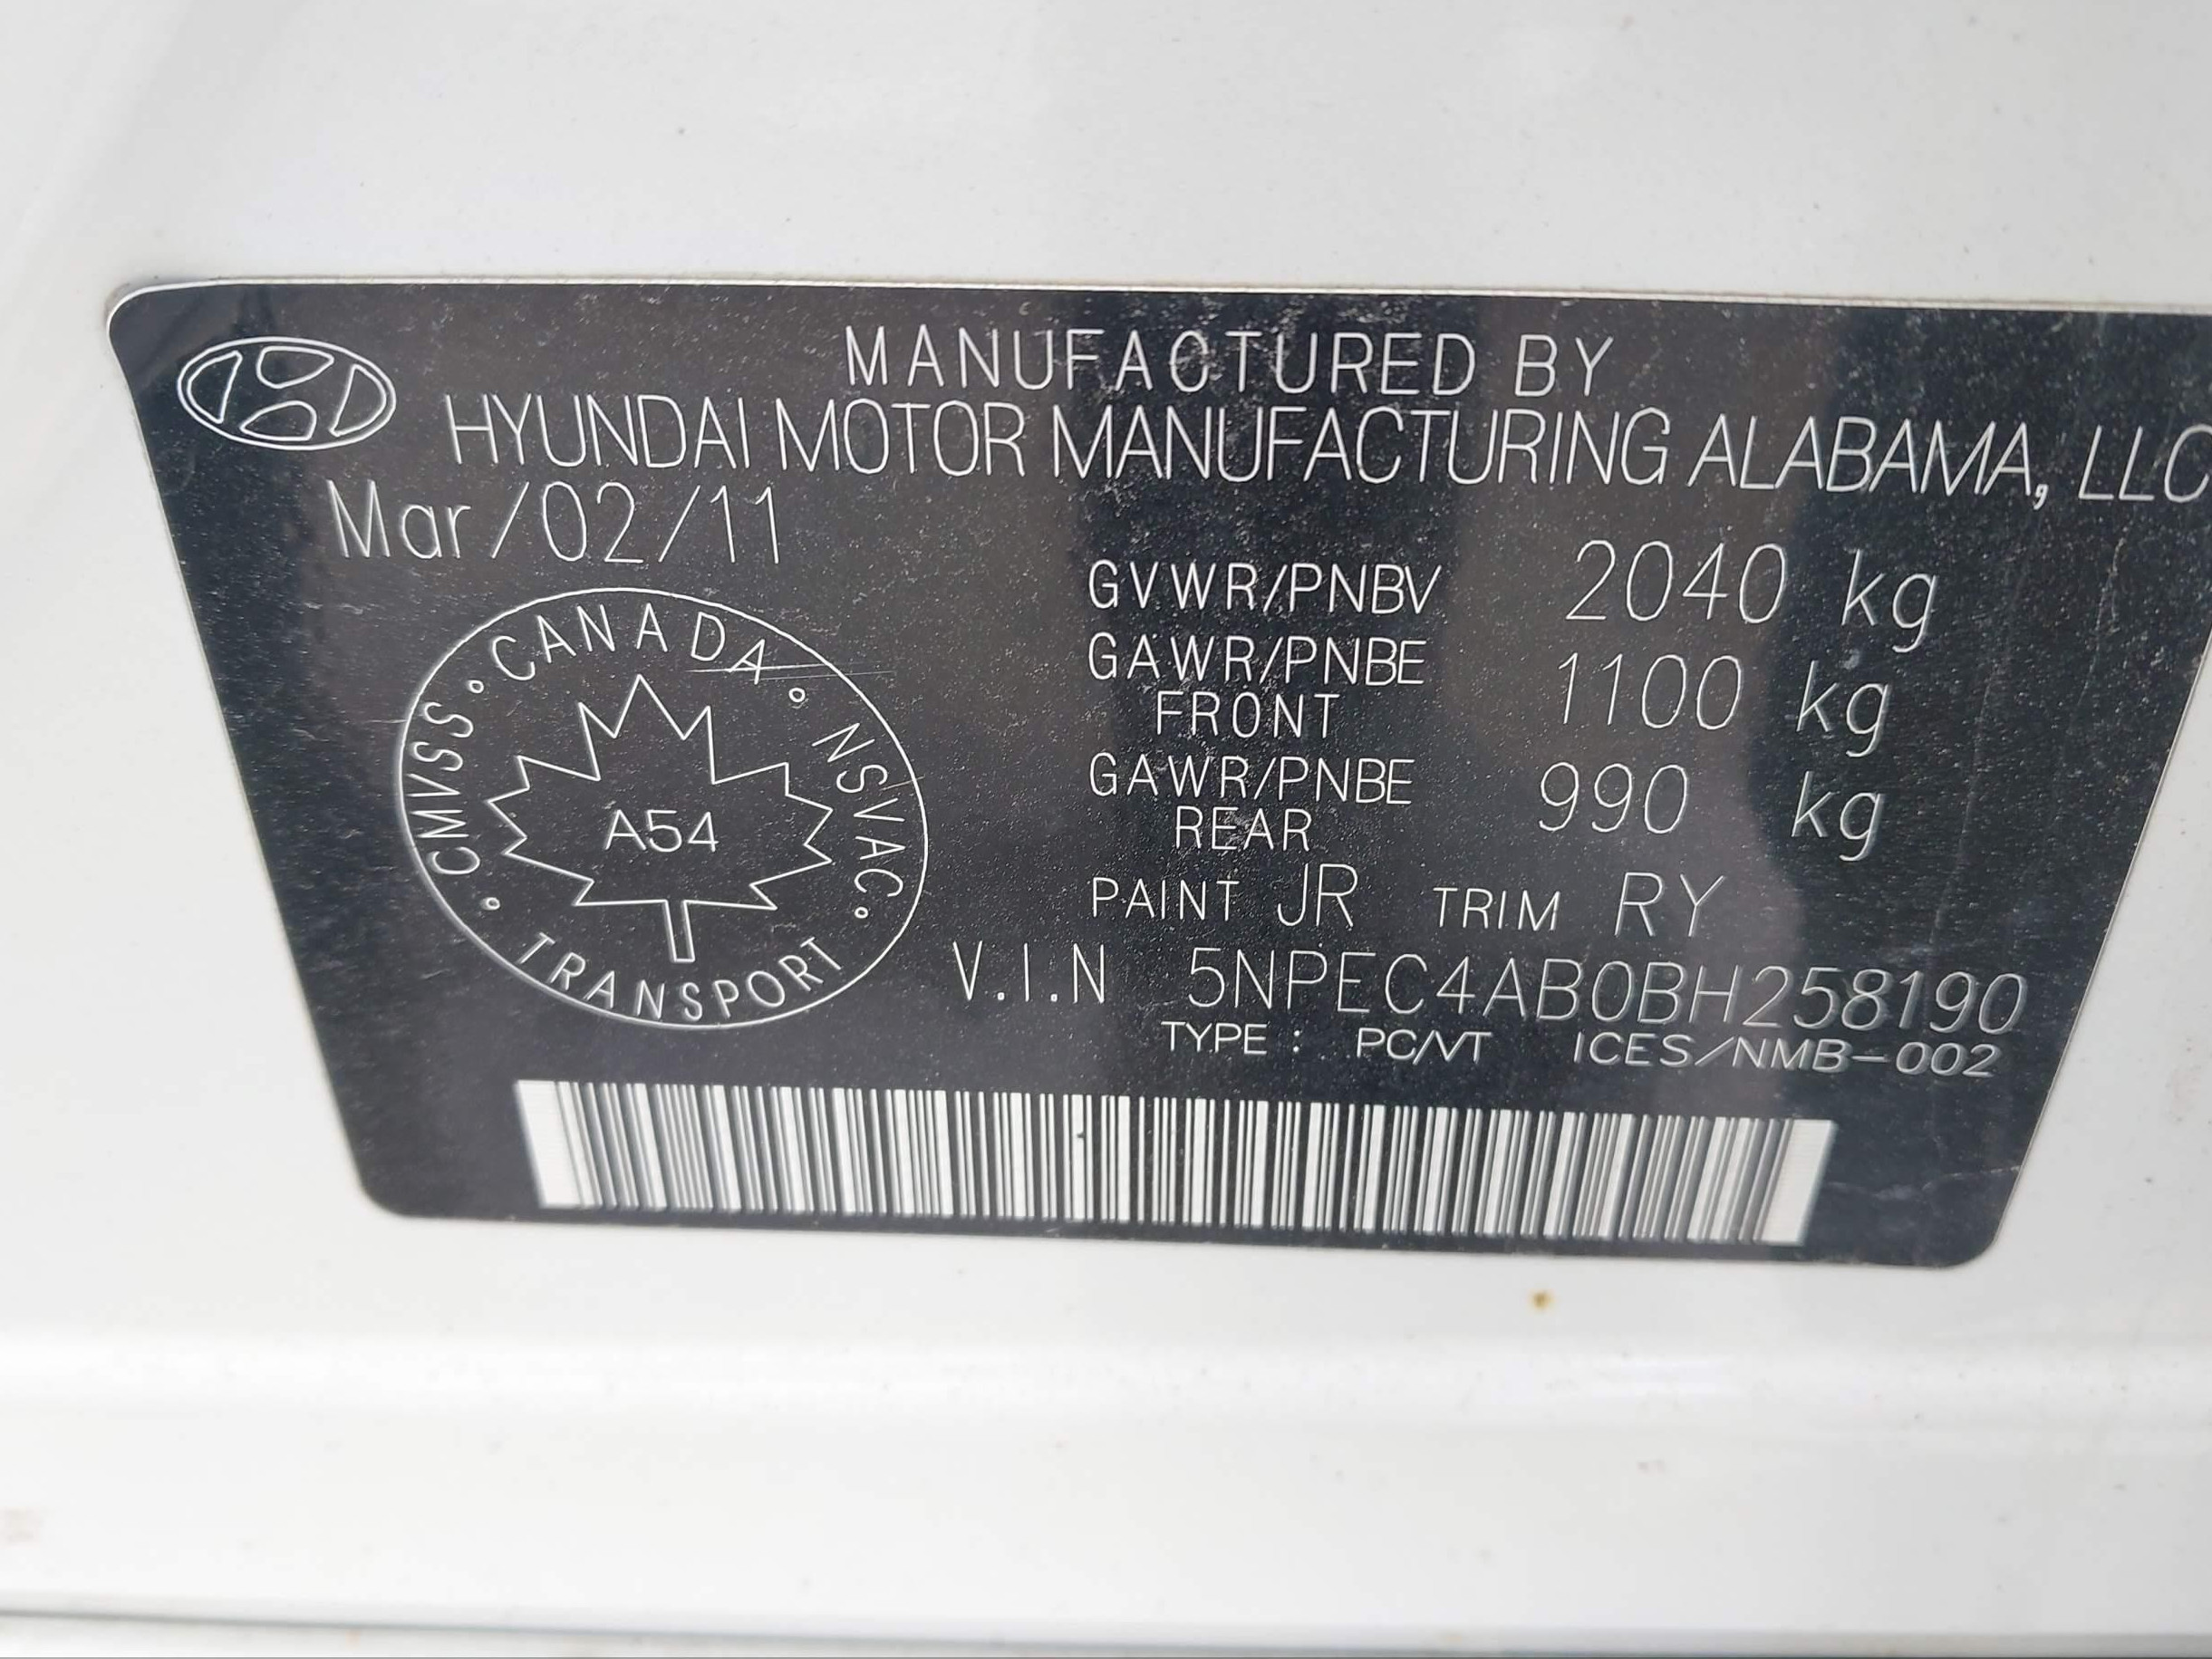 MANUFACTURED BY
HYUNDAI MOTOR MANUFACTURING ALABAMA, LLC
Mar/02/11
GVWR/PNBV 2040 kg
GAWR/PNBE FRONT 1100 kg
GAWR/PNBE REAR 990 kg
PAINT JR TRIM RY
V.I.N 5NPEC4AB0BH258190
TYPE : PC/VT ICES/NMB-002
CANADA
NSVAC
TRANSPORT
CMVSS
A54